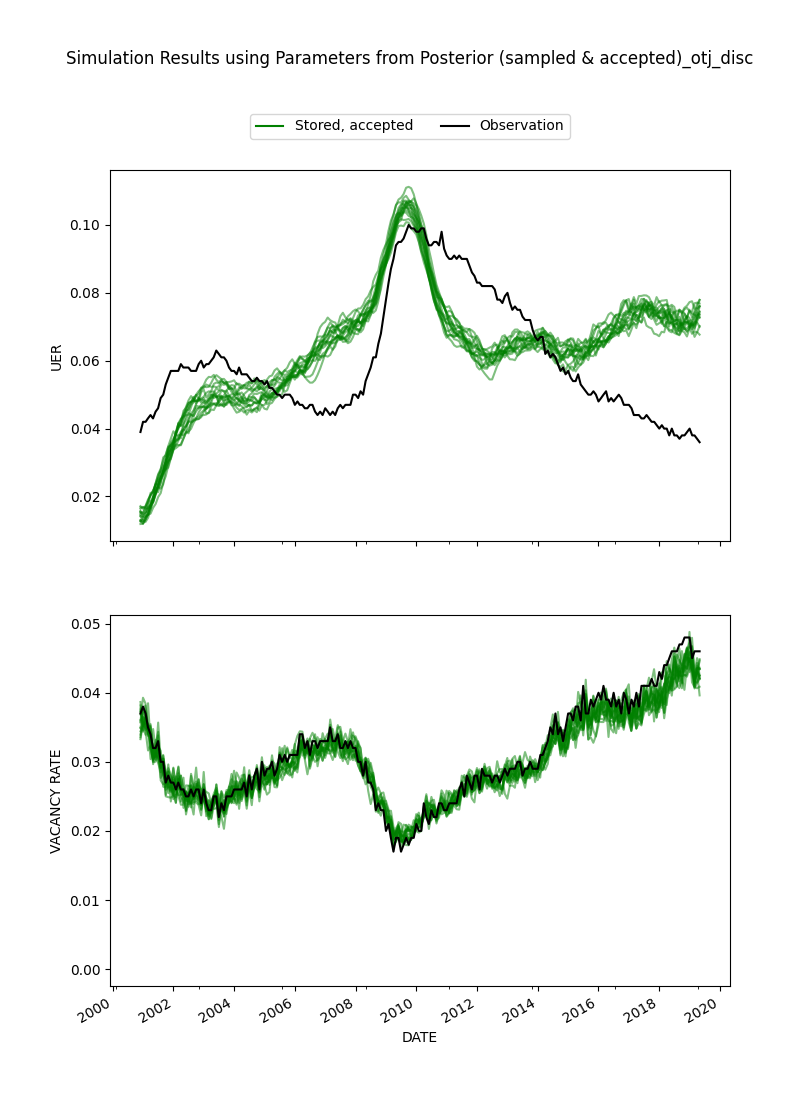 Simulation Results using Parameters from Posterior (sampled & accepted)_otj_disc
Stored, accepted
Observation
0.10
0.08
0.06
0.04
0.02
UER
0.05
0.04
0.03
0.02
0.01
0.00
VACANCY RATE
2000 2002 2004 2006 2008 2010 2012 2014 2016 2018 2020
DATE